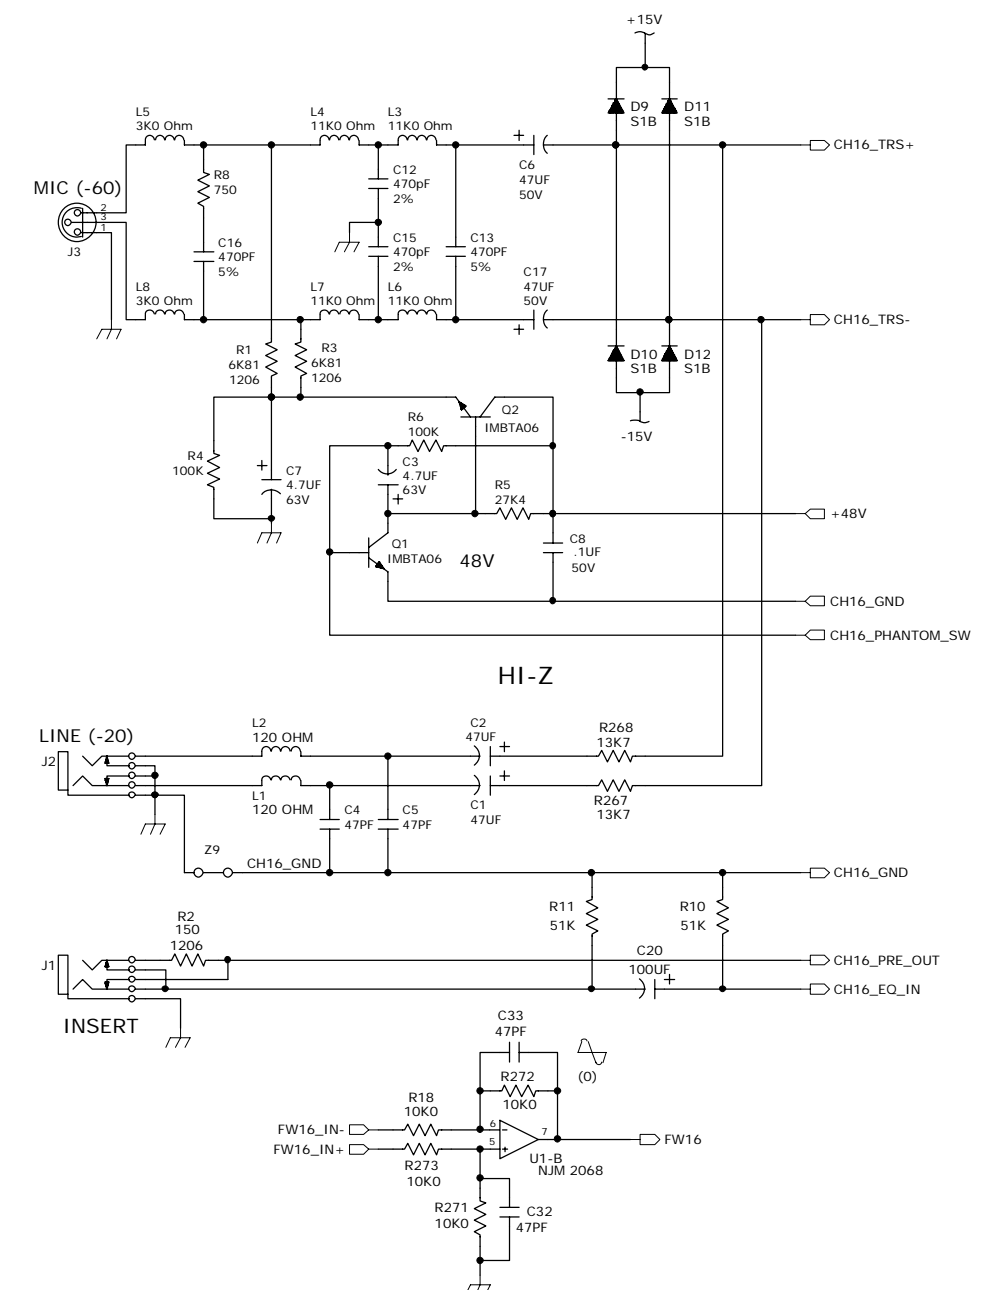 +15V
D9
S1B
D11
S1B
L5
3K0 Ohm
L4
11K0 Ohm
L3
11K0 Ohm
CH16_TRS+
+
C6
47UF
50V
R8
750
C12
470pF
2%
MIC (-60)
2
3
1
J3
C16
470PF
5%
C15
470pF
2%
C13
470PF
5%
C17
47UF
50V
+
L8
3K0 Ohm
L7
11K0 Ohm
L6
11K0 Ohm
CH16_TRS-
R1
6K81
1206
R3
6K81
1206
D10
S1B
D12
S1B
-15V
Q2
IMBTA06
R6
100K
R4
100K
+
C7
4.7UF
63V
C3
4.7UF
63V
+
R5
27K4
+48V
Q1
IMBTA06
48V
C8
.1UF
50V
CH16_GND
CH16_PHANTOM_SW
HI-Z
LINE (-20)
J2
L2
120 OHM
C2
47UF
+
R268
13K7
L1
120 OHM
C4
47PF
C5
47PF
+
C1
47UF
R267
13K7
Z9
CH16_GND
CH16_GND
R11
51K
R10
51K
R2
150
1206
J1
C20
100UF
+
CH16_PRE_OUT
CH16_EQ_IN
INSERT
C33
47PF
(0)
R272
10K0
R18
10K0
FW16_IN-
6
-
7
FW16
FW16_IN+
5
+
R273
10K0
U1-B
NJM 2068
R271
10K0
C32
47PF